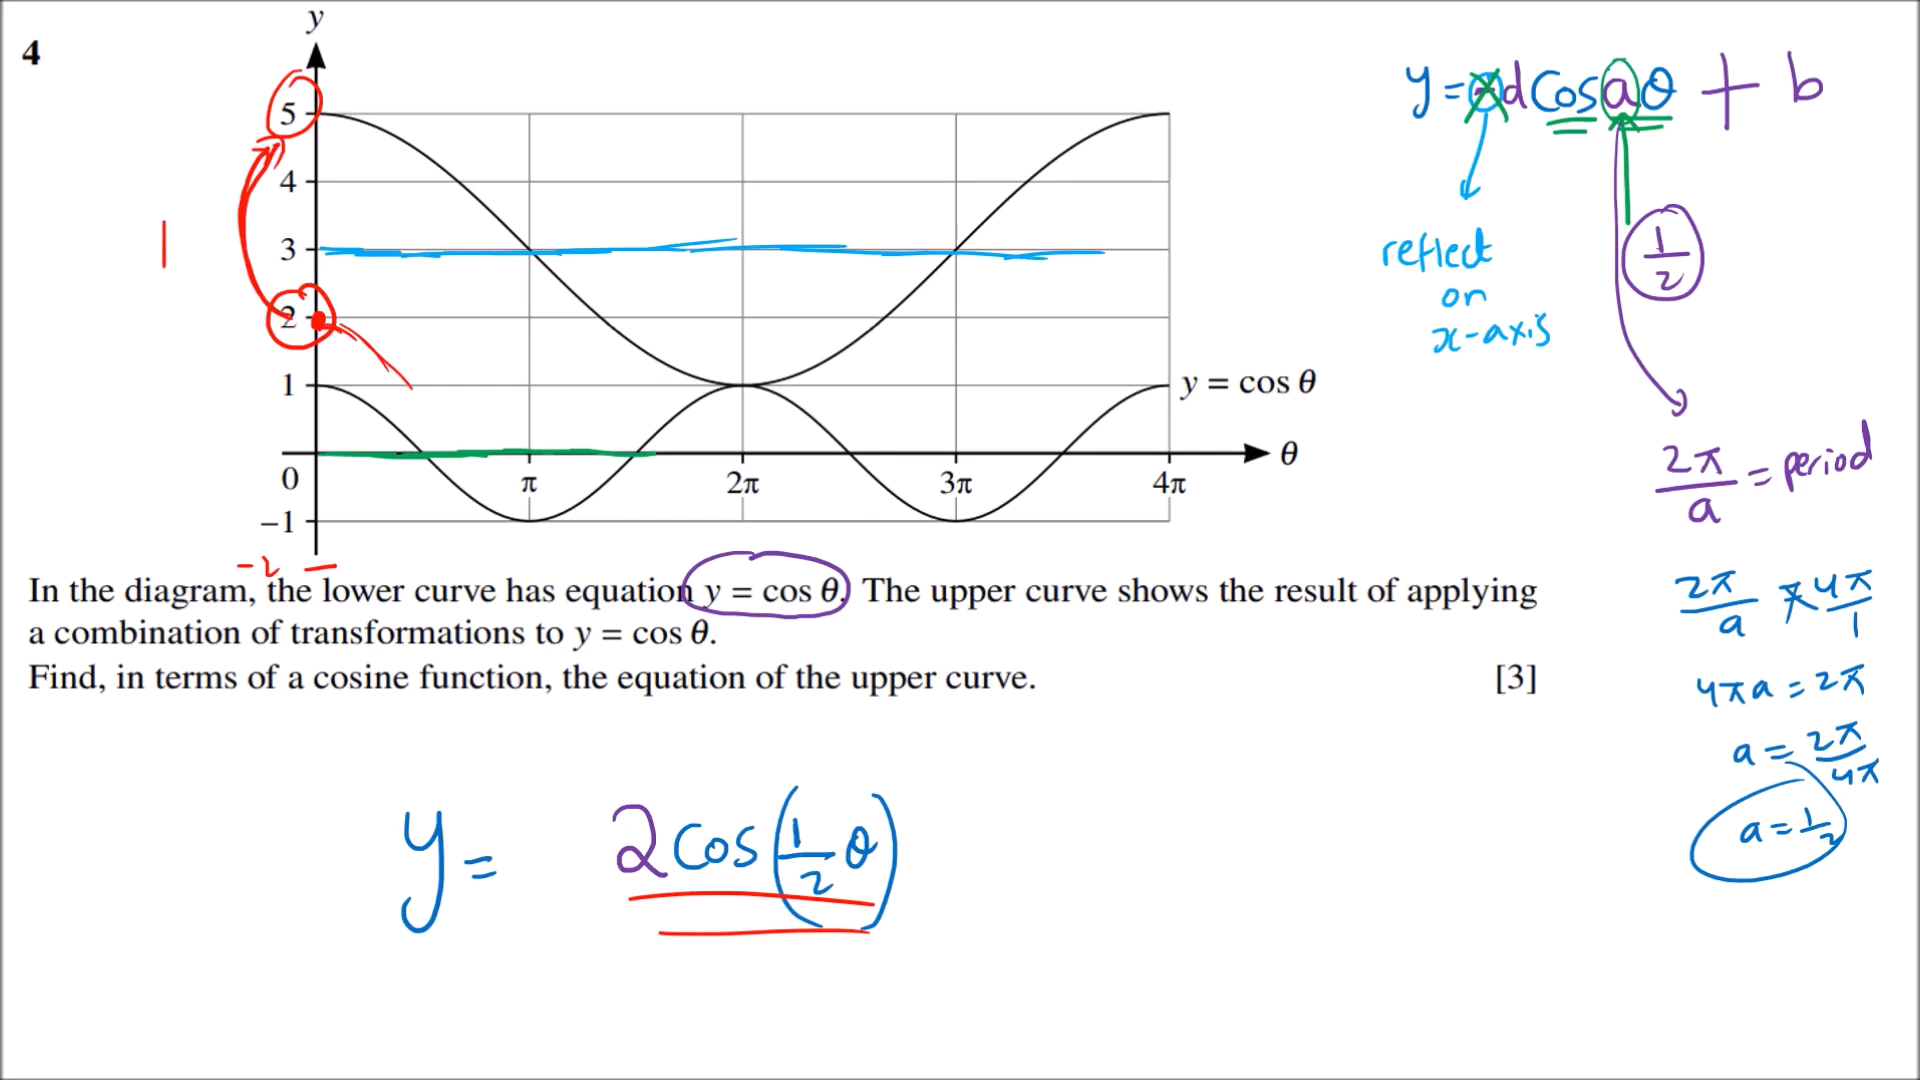 4
y
5
4
3
2
1
0
−1
-2
π
2π
3π
4π
θ
y = cos θ
y = -d cos aθ + b
reflect
on
x-axis
1/2
2π/a = period
2π/a = 4π/1
4πa = 2π
a = 2π/4π
a = 1/2
In the diagram, the lower curve has equation y = cos θ. The upper curve shows the result of applying
a combination of transformations to y = cos θ.
Find, in terms of a cosine function, the equation of the upper curve. [3]
y = 2cos(1/2 θ)